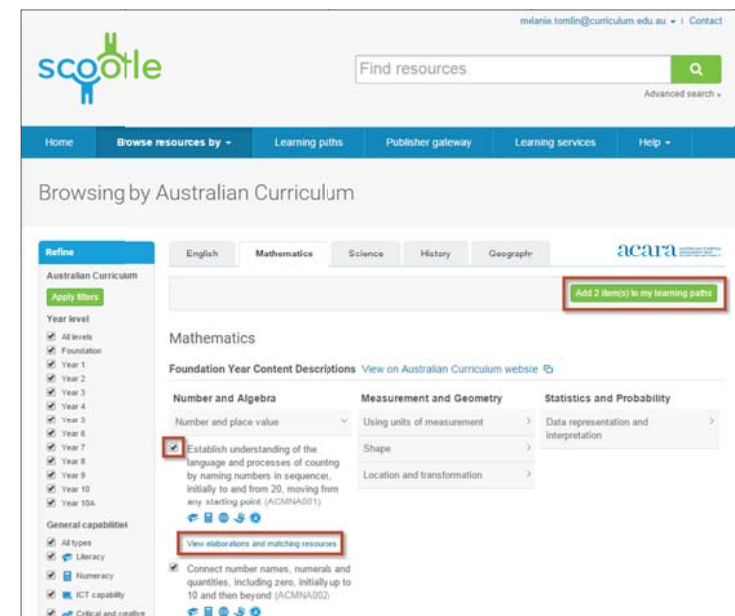 melanie.tomlin@curriculum.edu.au | Contact
scootle
Find resources
Advanced search »
Home Browse resources by Learning paths Publisher gateway Learning services Help
Browsing by Australian Curriculum
Refine
Australian Curriculum
Apply filters
Year level
All levels
Foundation
Year 1
Year 2
Year 3
Year 4
Year 5
Year 6
Year 7
Year 8
Year 9
Year 10
Year 10A
General capabilities
All types
Literacy
Numeracy
ICT capability
Critical and creative
English Mathematics Science History Geography
acara
Add 2 item(s) to my learning paths
Mathematics
Foundation Year Content Descriptions View on Australian Curriculum website
Number and Algebra
Number and place value
Establish understanding of the
language and processes of counting
by naming numbers in sequences,
initially to and from 20, moving from
any starting point (ACMNA001)
View elaborations and matching resources
Connect number names, numerals and
quantities, including zero, initially up to
10 and then beyond (ACMNA002)
Measurement and Geometry
Using units of measurement
Shape
Location and transformation
Statistics and Probability
Data representation and
interpretation